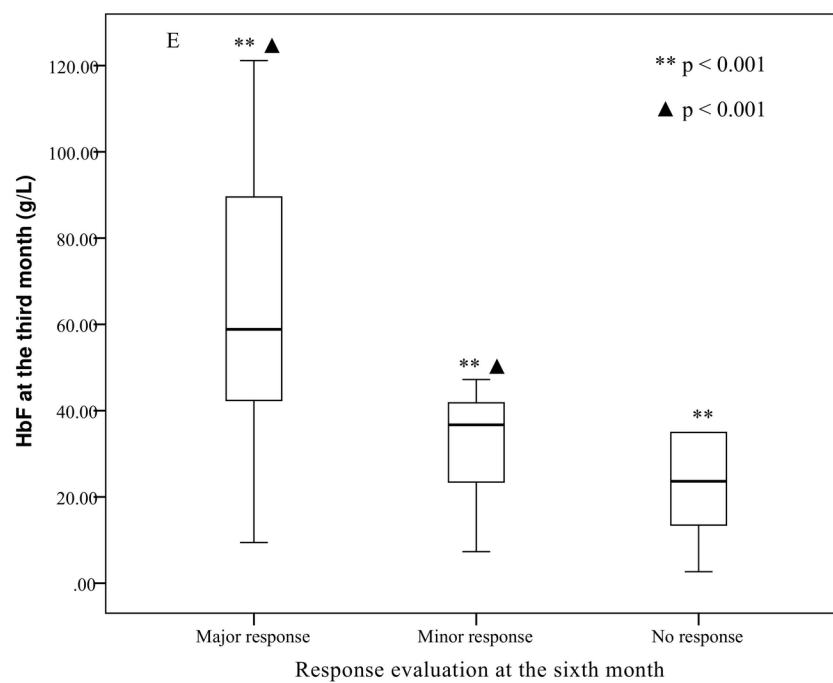 E
** ▲
** p < 0.001
▲ p < 0.001
120.00
100.00
80.00
60.00
40.00
20.00
.00
** ▲
**
HbF at the third month (g/L)
Major response
Minor response
No response
Response evaluation at the sixth month